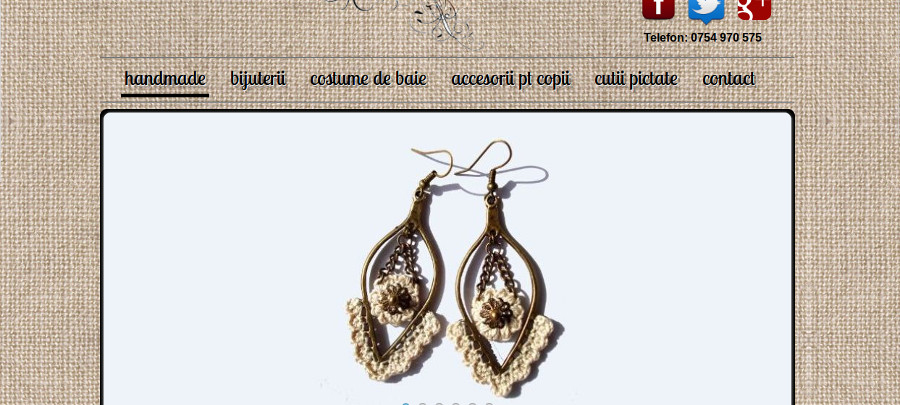 Telefon: 0754 970 575
handmade bijuterii costume de baie accesorii pt copii cutii pictate contact